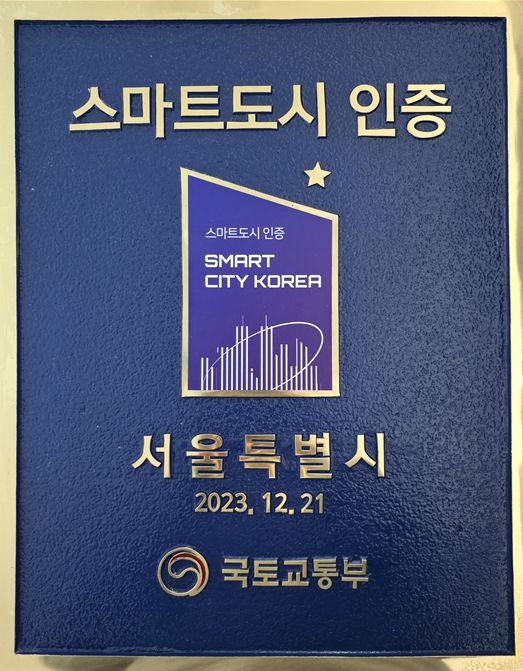 스마트도시 인증
스마트도시 인증
SMART
CITY KOREA
서울특별시
2023. 12. 21
국토교통부